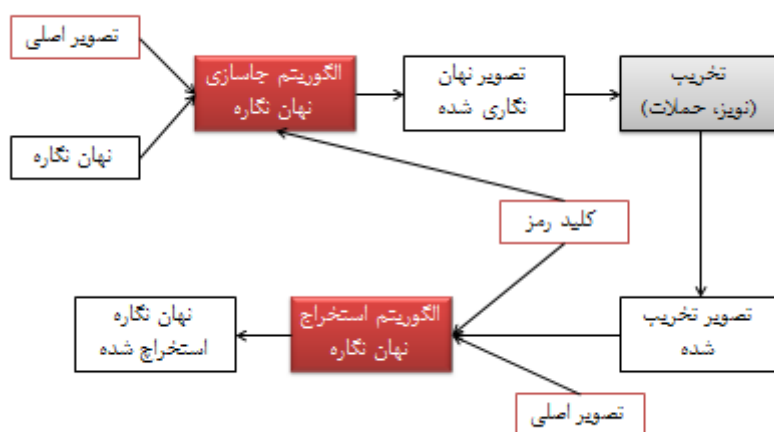 تصویر اصلی
الگوریتم جاسازی
نهان نگاره
تصویر نهان
نگاری شده
تخریب
(نویز، حملات)
نهان نگاره
کلید رمز
نهان نگاره
استخراچ شده
الگوریتم استخراج
نهان نگاره
تصویر تخریب
شده
تصویر اصلی